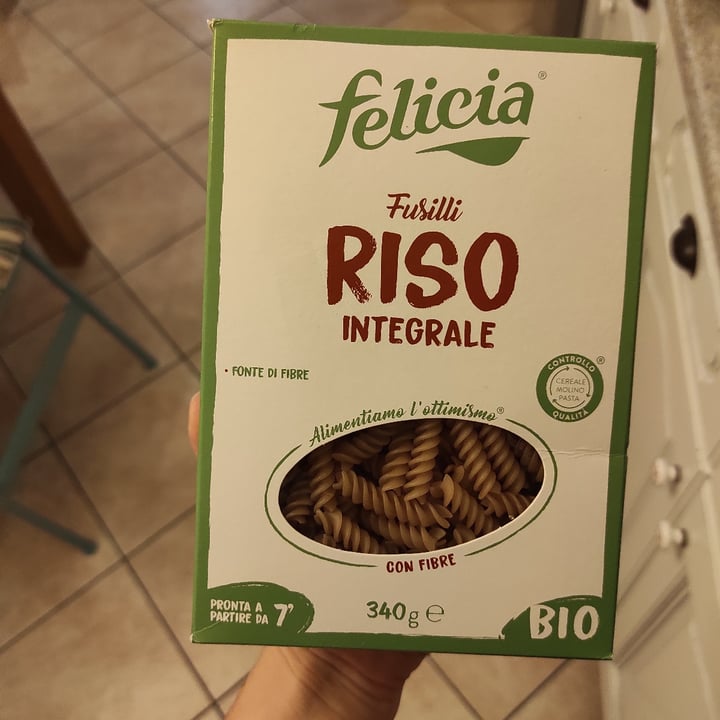 felicia®
Fusilli
RISO
INTEGRALE
• FONTE DI FIBRE
CONTROLLO ®
CEREALE
MOLINO
PASTA
QUALITÀ
Alimentiamo l'ottimismo®
CON FIBRE
PRONTA A
PARTIRE DA 7'
340g e
BIO